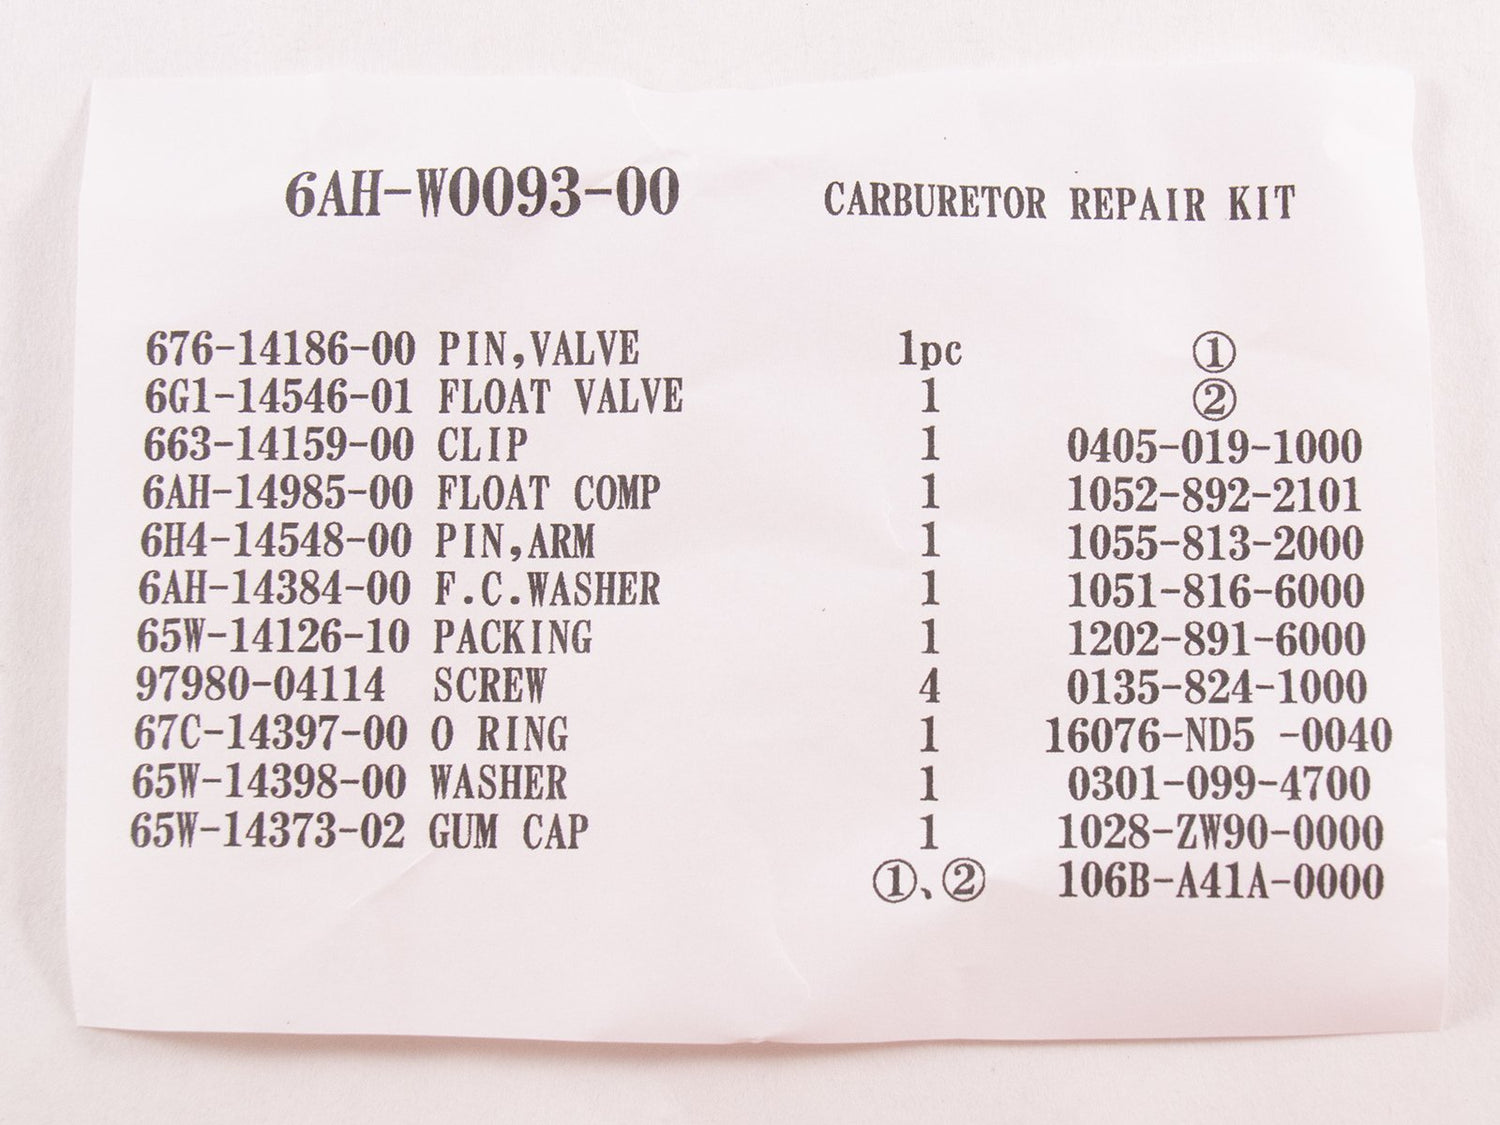 6AH-W0093-00 CARBURETOR REPAIR KIT
676-14186-00 PIN,VALVE 1pc ①
6G1-14546-01 FLOAT VALVE 1 ②
663-14159-00 CLIP 1 0405-019-1000
6AH-14985-00 FLOAT COMP 1 1052-892-2101
6H4-14548-00 PIN,ARM 1 1055-813-2000
6AH-14384-00 F.C.WASHER 1 1051-816-6000
65W-14126-10 PACKING 1 1202-891-6000
97980-04114 SCREW 4 0135-824-1000
67C-14397-00 O RING 1 16076-ND5 -0040
65W-14398-00 WASHER 1 0301-099-4700
65W-14373-02 GUM CAP 1 1028-ZW90-0000
①、② 106B-A41A-0000